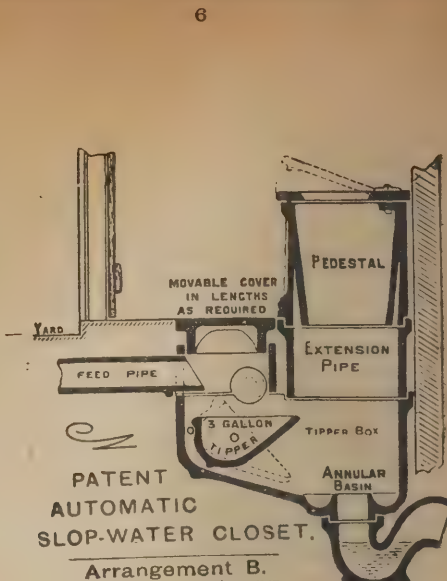 6
PEDESTAL
MOVABLE COVER
IN LENGTHS
AS REQUIRED
YARD
EXTENSION
PIPE
FEED PIPE
3 GALLON
TIPPER
TIPPER BOX
ANNULAR
BASIN
PATENT
AUTOMATIC
SLOP-WATER CLOSET.
Arrangement B.